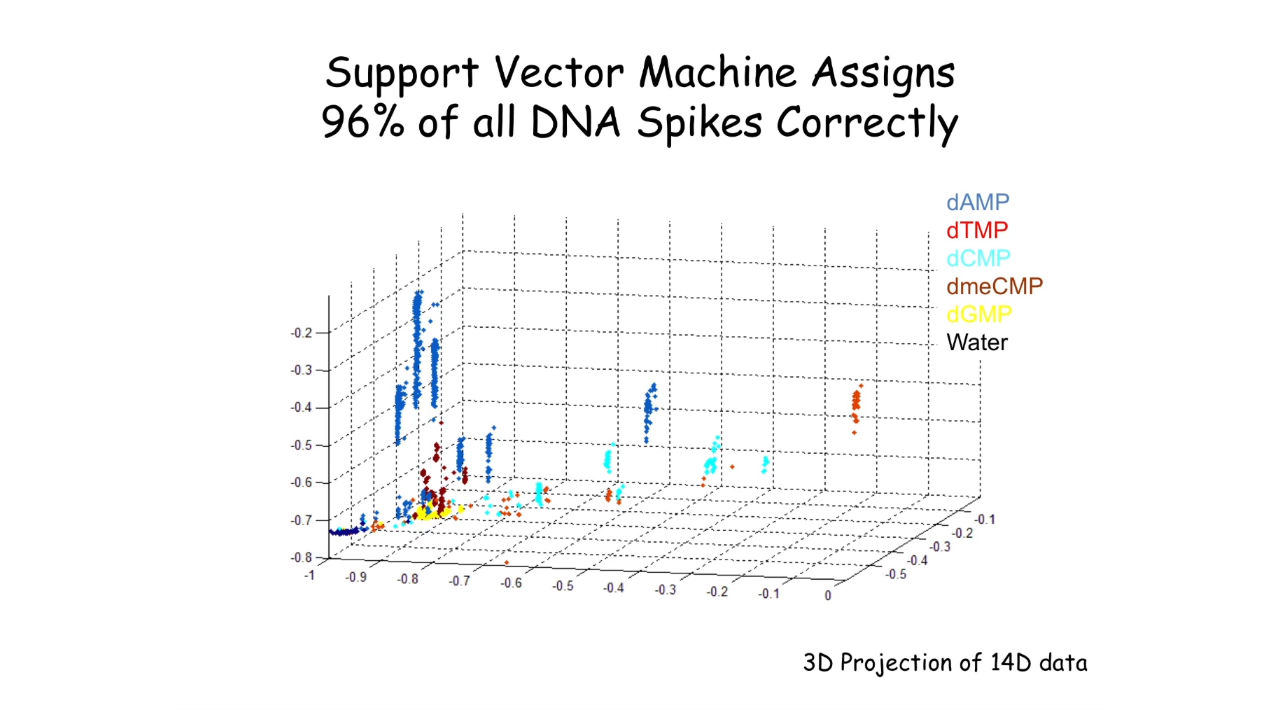 Support Vector Machine Assigns
96% of all DNA Spikes Correctly
dAMP
dTMP
dCMP
dmeCMP
dGMP
Water
-0.2
-0.3
-0.4
-0.5
-0.6
-0.7
-0.8
-1
-0.9
-0.8
-0.7
-0.6
-0.5
-0.4
-0.3
-0.2
-0.1
0
-0.5
-0.4
-0.3
-0.2
-0.1
3D Projection of 14D data